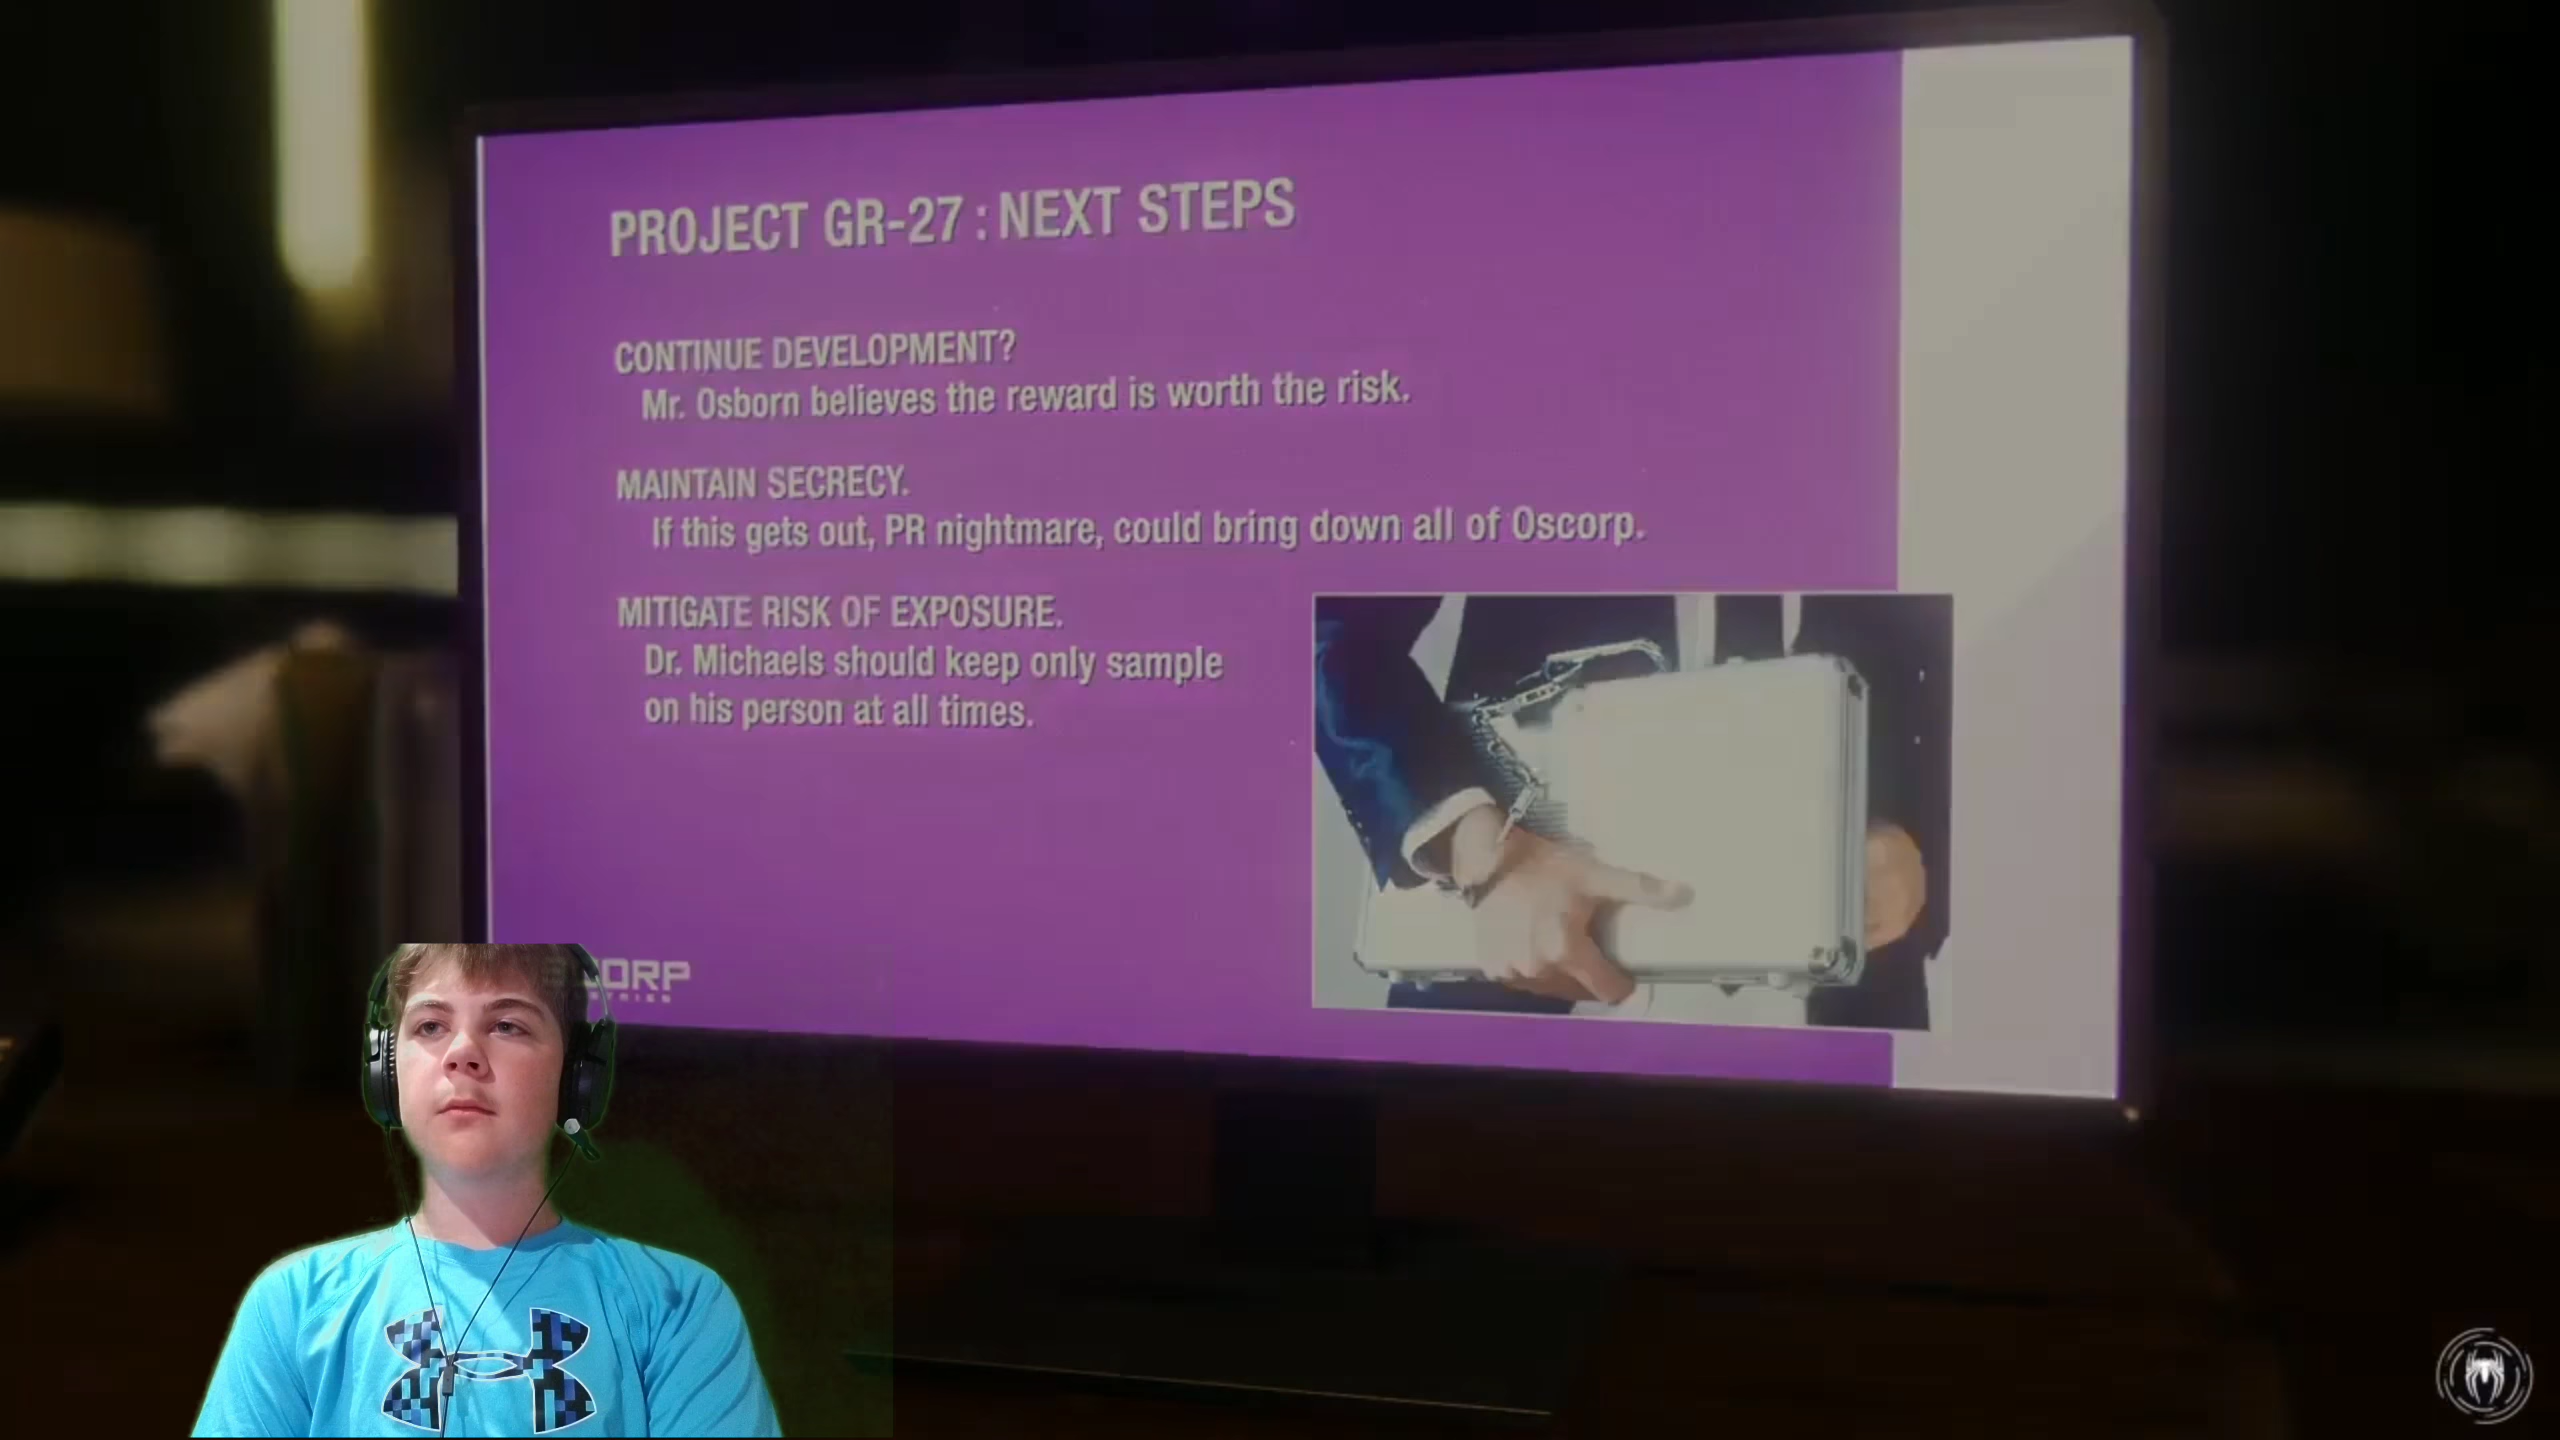 PROJECT GR-27 : NEXT STEPS
CONTINUE DEVELOPMENT?
Mr. Osborn believes the reward is worth the risk.
MAINTAIN SECRECY.
If this gets out, PR nightmare, could bring down all of Oscorp.
MITIGATE RISK OF EXPOSURE.
Dr. Michaels should keep only sample
on his person at all times.
CORP